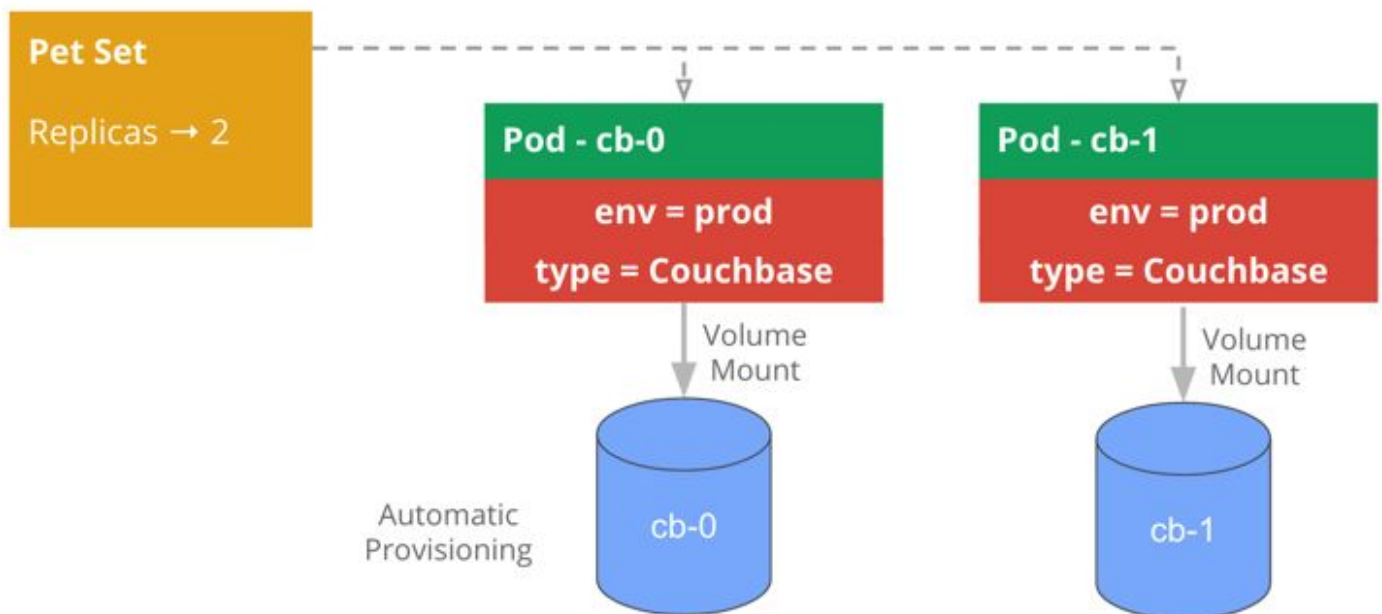 Pet Set
Replicas → 2
Pod - cb-0
env = prod
type = Couchbase
Pod - cb-1
env = prod
type = Couchbase
Volume
Mount
Volume
Mount
Automatic
Provisioning
cb-0
cb-1